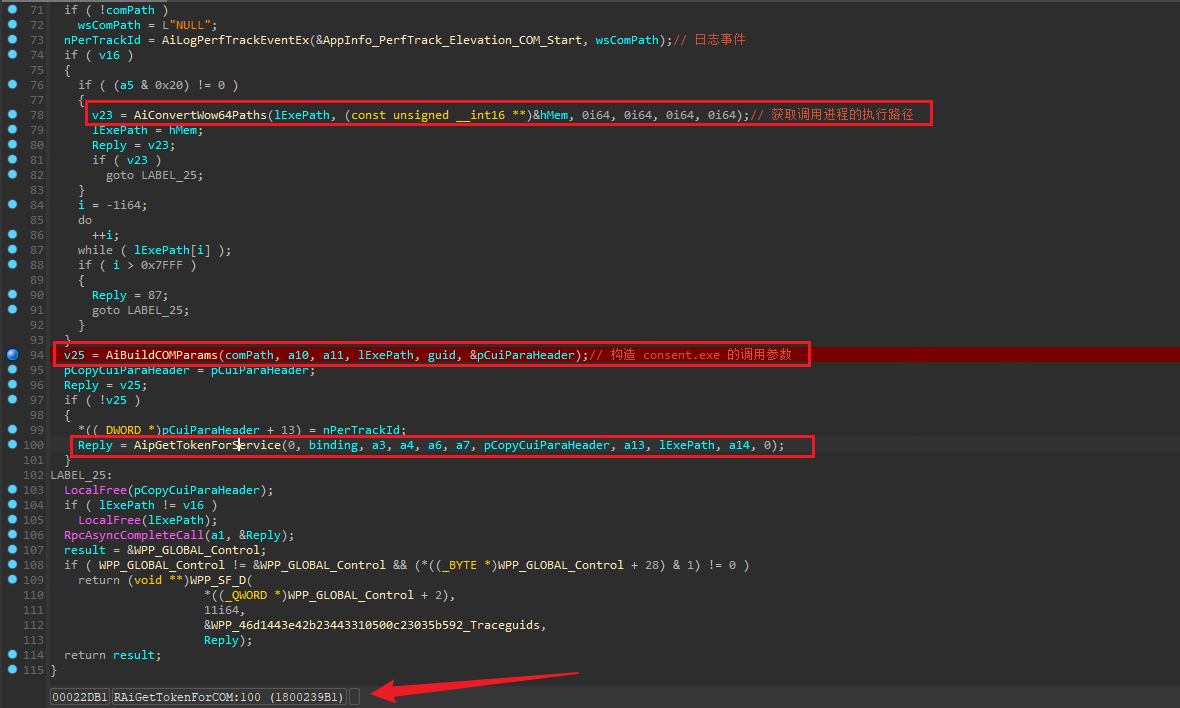 71 if ( !comPath )
72 wsComPath = L"NULL";
73 nPerTrackId = AiLogPerfTrackEventEx(&AppInfo_PerfTrack_Elevation_COM_Start, wsComPath);// 日志事件
74 if ( v16 )
75 {
76 if ( (a5 & 0x20) != 0 )
77 {
78 v23 = AiConvertWow64Paths(lExePath, (const unsigned __int16 **)&hMem, 0i64, 0i64, 0i64, 0i64);// 获取调用进程的执行路径
79 lExePath = hMem;
80 Reply = v23;
81 if ( v23 )
82 goto LABEL_25;
83 }
84 i = -1i64;
85 do
86 ++i;
87 while ( lExePath[i] );
88 if ( i > 0x7FFF )
89 {
90 Reply = 87;
91 goto LABEL_25;
92 }
93 }
94 v25 = AiBuildCOMParams(comPath, a10, a11, lExePath, guid, &pCuiParaHeader);// 构造 consent.exe 的调用参数
95 pCopyCuiParaHeader = pCuiParaHeader;
96 Reply = v25;
97 if ( !v25 )
98 {
99 *((_DWORD *)pCuiParaHeader + 13) = nPerTrackId;
100 Reply = AipGetTokenForService(0, binding, a3, a4, a6, a7, pCopyCuiParaHeader, a13, lExePath, a14, 0);
101 }
102 LABEL_25:
103 LocalFree(pCopyCuiParaHeader);
104 if ( lExePath != v16 )
105 LocalFree(lExePath);
106 RpcAsyncCompleteCall(a1, &Reply);
107 result = &WPP_GLOBAL_Control;
108 if ( WPP_GLOBAL_Control != &WPP_GLOBAL_Control && (*((_BYTE *)WPP_GLOBAL_Control + 28) & 1) != 0 )
109 return (void **)WPP_SF_D(
110 *((_QWORD *)WPP_GLOBAL_Control + 2),
111 11i64,
112 &WPP_46d1443e42b23443310500c23035b592_Traceguids,
113 Reply);
114 return result;
115 }
00022DB1 RAiGetTokenForCOM:100 (1800239B1)